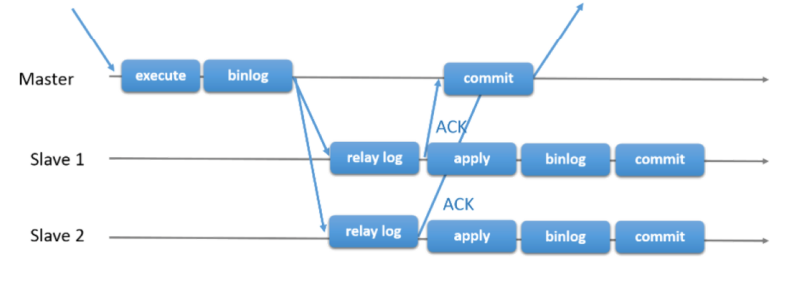 Master execute binlog commit
ACK
Slave 1 relay log apply binlog commit
ACK
Slave 2 relay log apply binlog commit